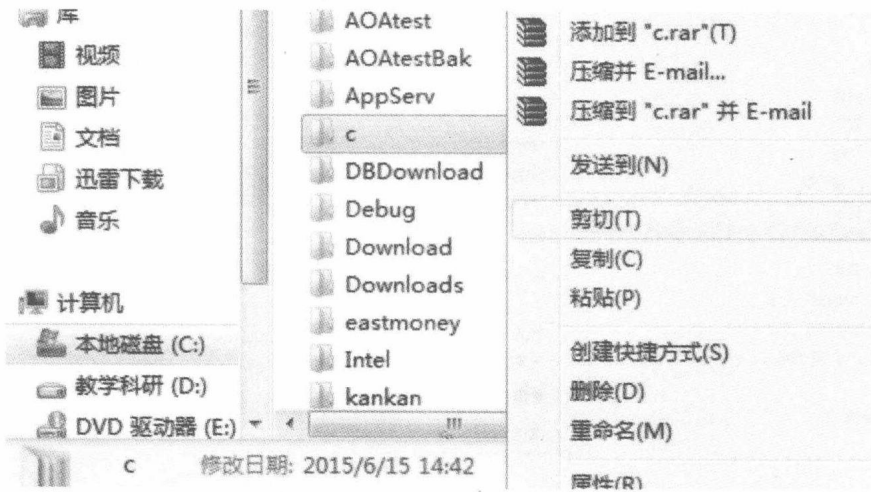 库
视频
图片
文档
迅雷下载
音乐
计算机
本地磁盘 (C:)
教学科研 (D:)
DVD 驱动器 (E:)
AOAtest
AOAtestBak
AppServ
c
DBDownload
Debug
Download
Downloads
eastmoney
Intel
kankan
添加到 "c.rar"(T)
压缩并 E-mail...
压缩到 "c.rar" 并 E-mail
发送到(N)
剪切(T)
复制(C)
粘贴(P)
创建快捷方式(S)
删除(D)
重命名(M)
属性(R)
c 修改日期: 2015/6/15 14:42